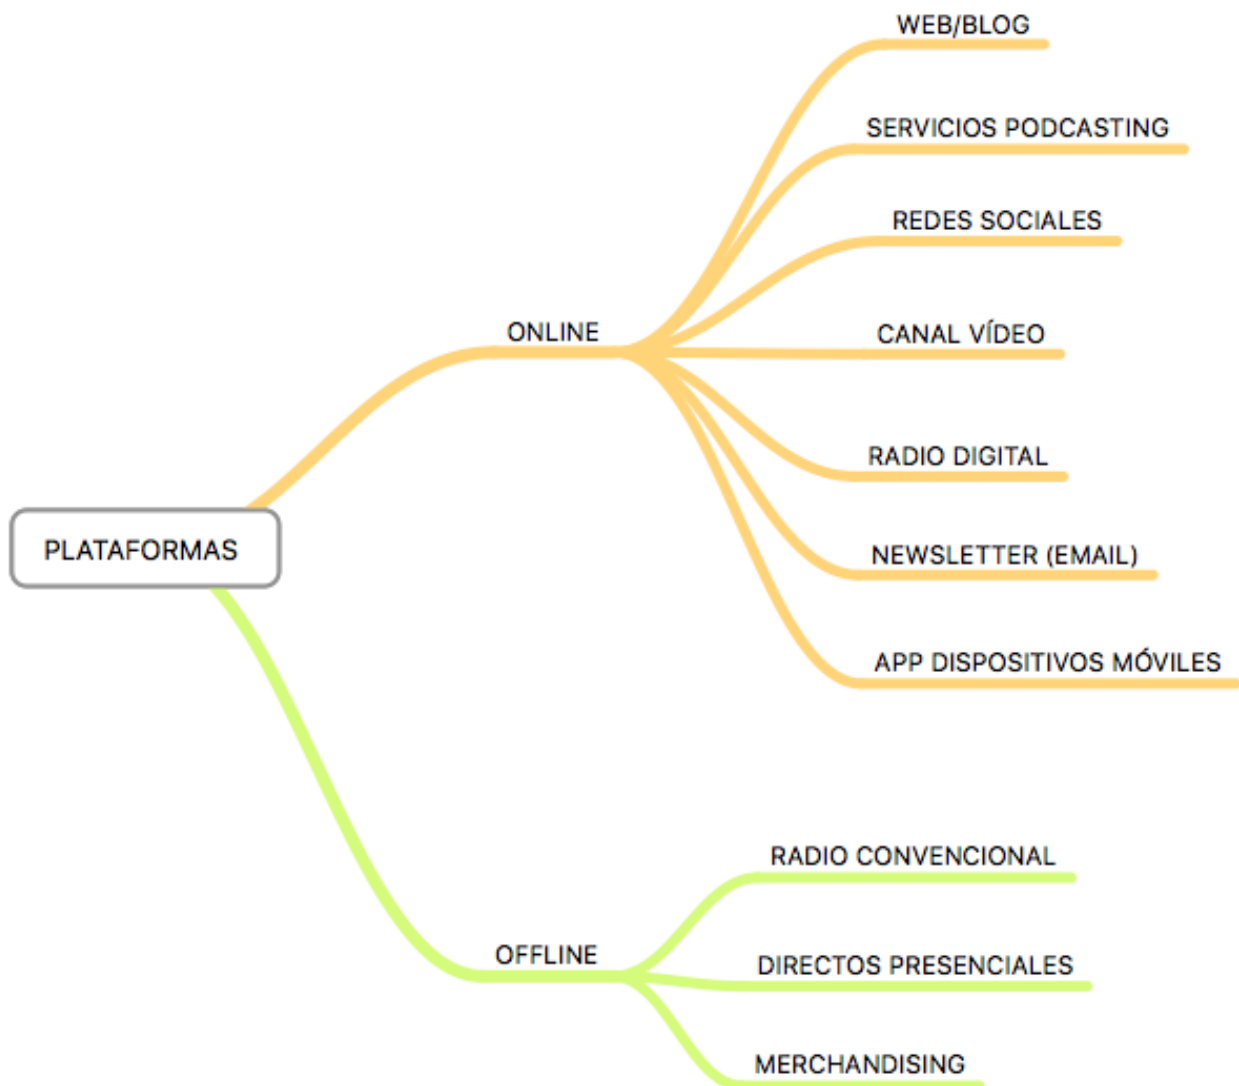 PLATAFORMAS
ONLINE
WEB/BLOG
SERVICIOS PODCASTING
REDES SOCIALES
CANAL VÍDEO
RADIO DIGITAL
NEWSLETTER (EMAIL)
APP DISPOSITIVOS MÓVILES
OFFLINE
RADIO CONVENCIONAL
DIRECTOS PRESENCIALES
MERCHANDISING